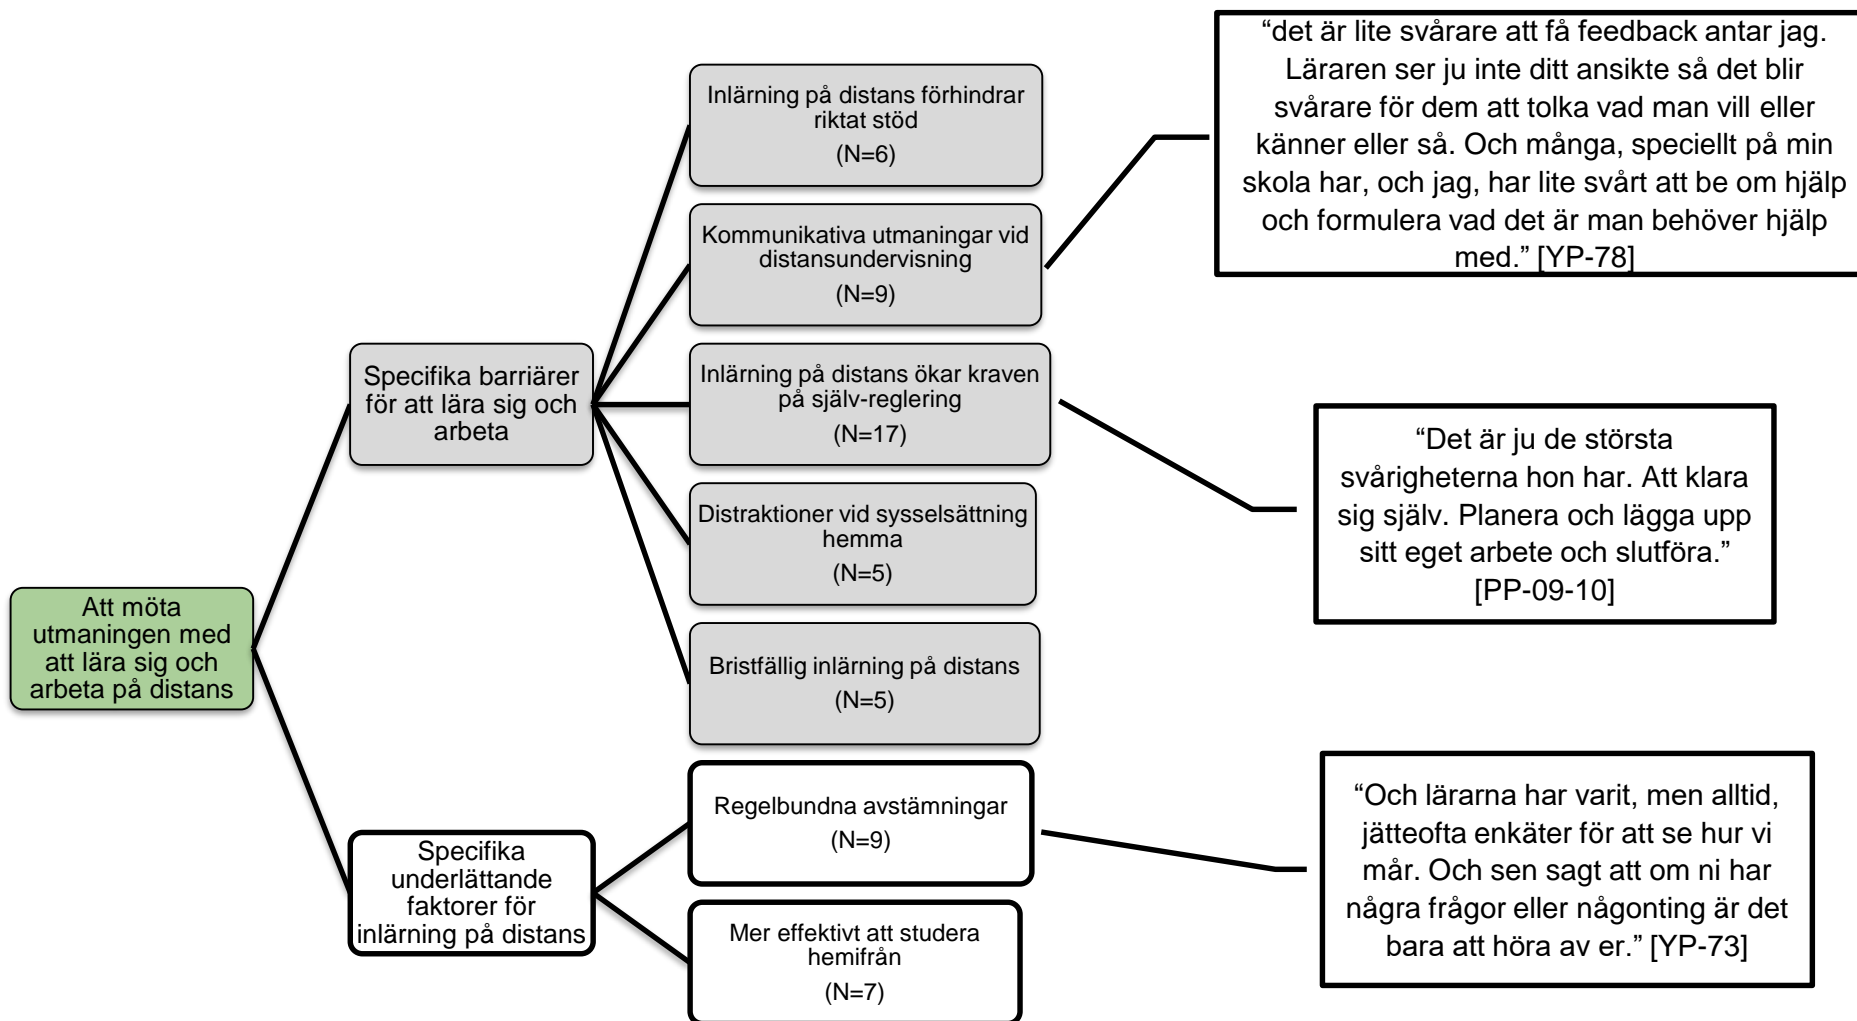 Att möta
utmaningen med
att lära sig och
arbeta på distans
Specifika barriärer
för att lära sig och
arbeta
Inlärning på distans förhindrar
riktat stöd
(N=6)
Kommunikativa utmaningar vid
distansundervisning
(N=9)
“det är lite svårare att få feedback antar jag.
Läraren ser ju inte ditt ansikte så det blir
svårare för dem att tolka vad man vill eller
känner eller så. Och många, speciellt på min
skola har, och jag, har lite svårt att be om hjälp
och formulera vad det är man behöver hjälp
med.” [YP-78]
Inlärning på distans ökar kraven
på själv-reglering
(N=17)
“Det är ju de största
svårigheterna hon har. Att klara
sig själv. Planera och lägga upp
sitt eget arbete och slutföra.”
[PP-09-10]
Distraktioner vid sysselsättning
hemma
(N=5)
Bristfällig inlärning på distans
(N=5)
Specifika
underlättande
faktorer för
inlärning på distans
Regelbundna avstämningar
(N=9)
“Och lärarna har varit, men alltid,
jätteofta enkäter för att se hur vi
mår. Och sen sagt att om ni har
några frågor eller någonting är det
bara att höra av er.” [YP-73]
Mer effektivt att studera
hemifrån
(N=7)